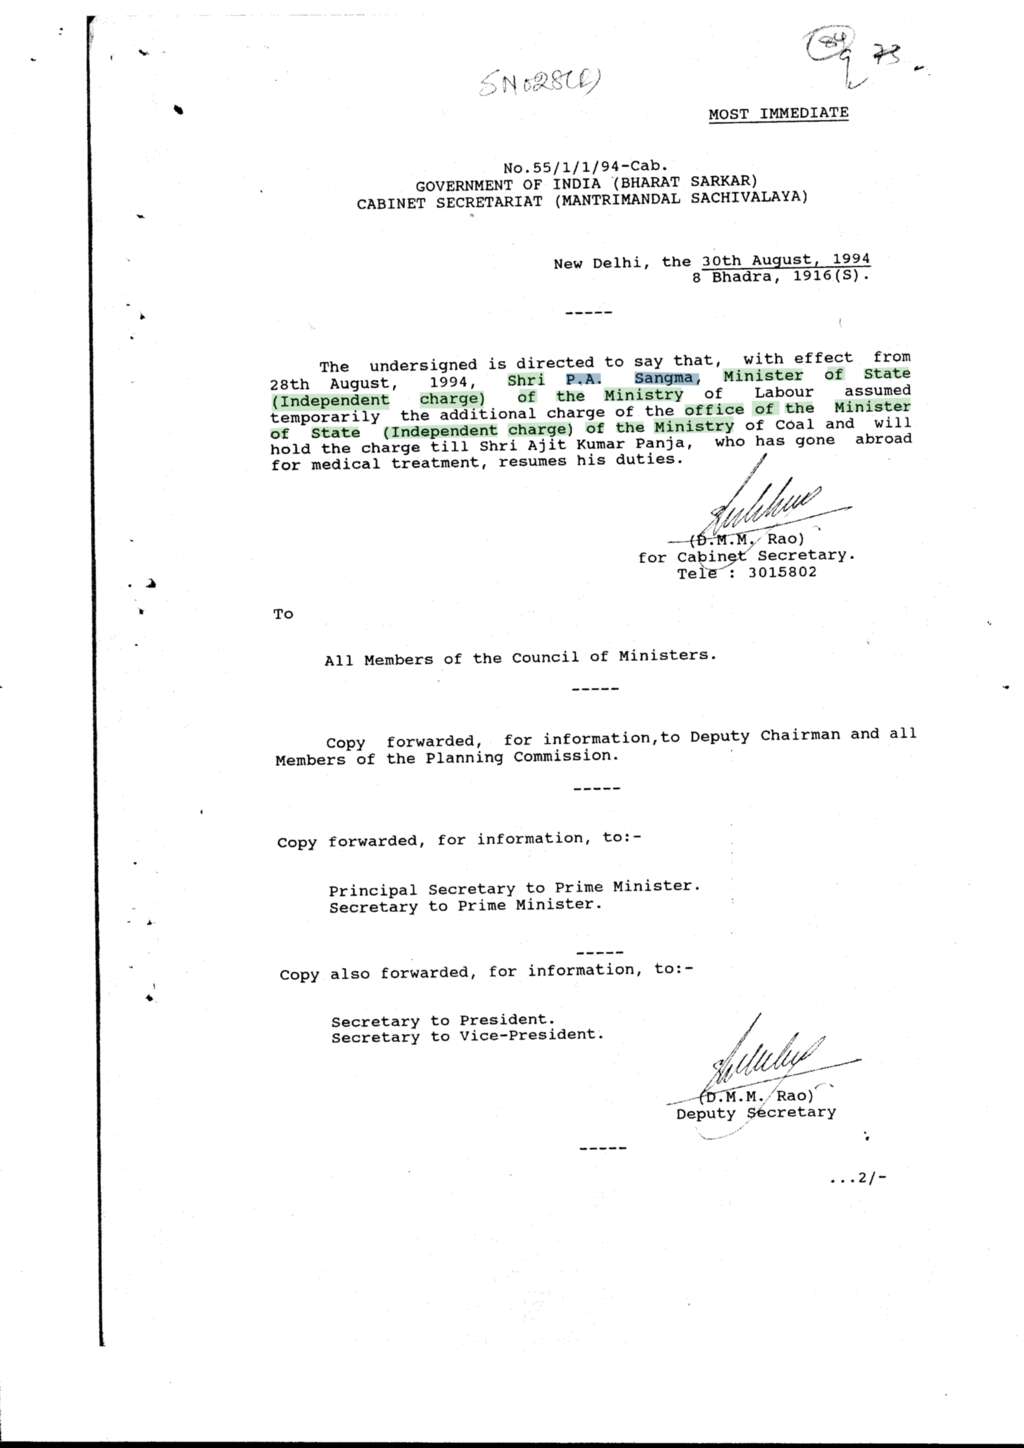 84
9 73
SN028(L)
MOST IMMEDIATE
No.55/1/1/94-Cab.
GOVERNMENT OF INDIA (BHARAT SARKAR)
CABINET SECRETARIAT (MANTRIMANDAL SACHIVALAYA)
New Delhi, the 30th August, 1994
8 Bhadra, 1916(S).
-----
The undersigned is directed to say that, with effect from
28th August, 1994, Shri P.A. Sangma, Minister of State
(Independent charge) of the Ministry of Labour assumed
temporarily the additional charge of the office of the Minister
of State (Independent charge) of the Ministry of Coal and will
hold the charge till Shri Ajit Kumar Panja, who has gone abroad
for medical treatment, resumes his duties.
(D.M.M. Rao)
for Cabinet Secretary.
Tele : 3015802
To
All Members of the Council of Ministers.
-----
Copy forwarded, for information,to Deputy Chairman and all
Members of the Planning Commission.
-----
Copy forwarded, for information, to:-
Principal Secretary to Prime Minister.
Secretary to Prime Minister.
-----
Copy also forwarded, for information, to:-
Secretary to President.
Secretary to Vice-President.
(D.M.M. Rao)
Deputy Secretary
-----
...2/-